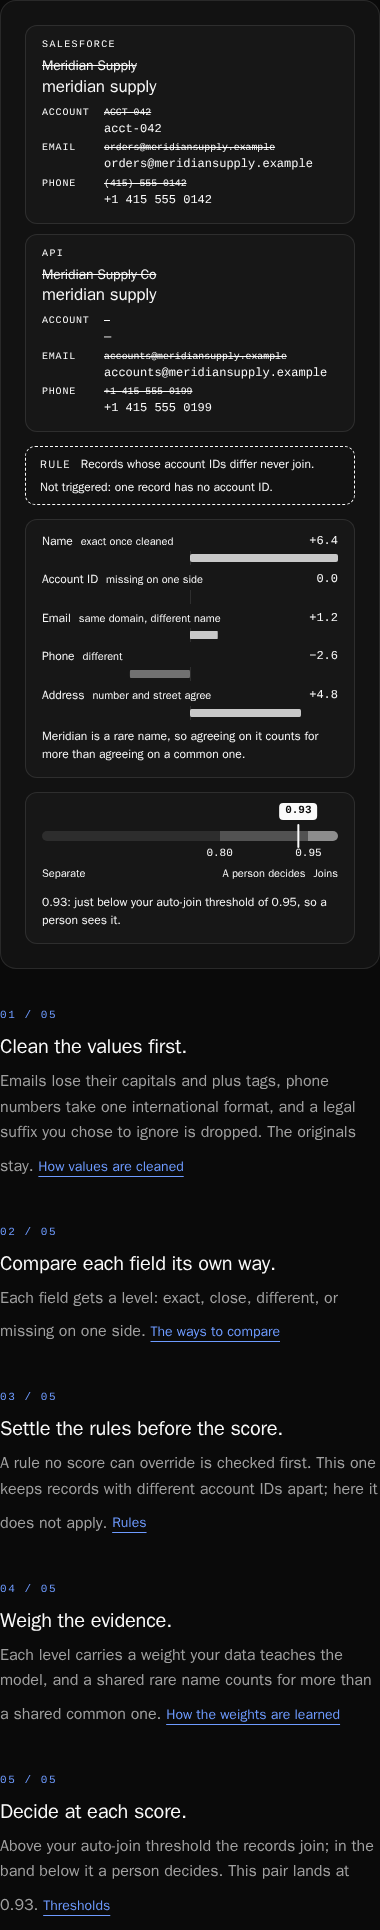 SALESFORCE
Meridian Supply
meridian supply
ACCOUNT ACCT-042
acct-042
EMAIL orders@meridiansupply.example
orders@meridiansupply.example
PHONE (415) 555-0142
+1 415 555 0142
API
Meridian Supply Co
meridian supply
ACCOUNT –
—
EMAIL accounts@meridiansupply.example
accounts@meridiansupply.example
PHONE +1 415 555 0199
+1 415 555 0199
RULE Records whose account IDs differ never join.
Not triggered: one record has no account ID.
Name exact once cleaned +6.4
Account ID missing on one side 0.0
Email same domain, different name +1.2
Phone different −2.6
Address number and street agree +4.8
Meridian is a rare name, so agreeing on it counts for
more than agreeing on a common one.
0.93
0.80 0.95
Separate A person decides Joins
0.93: just below your auto-join threshold of 0.95, so a
person sees it.
01 / 05
Clean the values first.
Emails lose their capitals and plus tags, phone
numbers take one international format, and a legal
suffix you chose to ignore is dropped. The originals
stay. How values are cleaned
02 / 05
Compare each field its own way.
Each field gets a level: exact, close, different, or
missing on one side. The ways to compare
03 / 05
Settle the rules before the score.
A rule no score can override is checked first. This one
keeps records with different account IDs apart; here it
does not apply. Rules
04 / 05
Weigh the evidence.
Each level carries a weight your data teaches the
model, and a shared rare name counts for more than
a shared common one. How the weights are learned
05 / 05
Decide at each score.
Above your auto-join threshold the records join; in the
band below it a person decides. This pair lands at
0.93. Thresholds